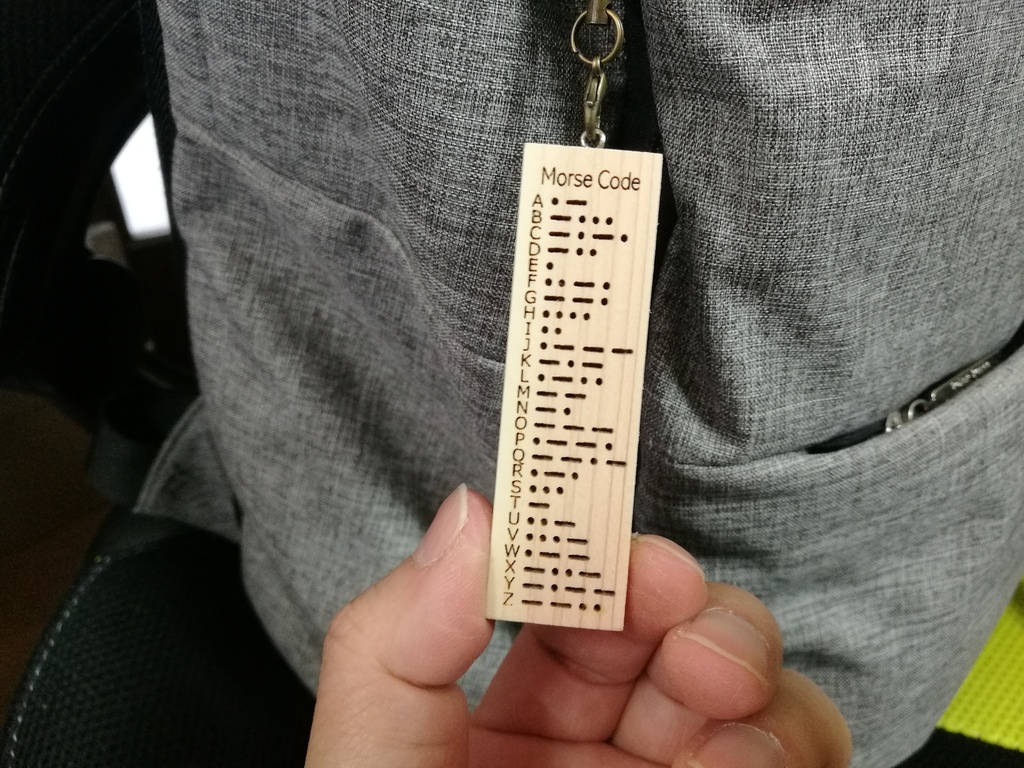 Morse Code
A .-
B -...
C -.-.
D -..
E .
F ..-.
G --.
H ....
I ..
J .---
K -.-
L .-..
M --
N -.
O ---
P .--.
Q --.-
R .-.
S ...
T -
U ..-
V ...-
W .--
X -..-
Y -.--
Z --..